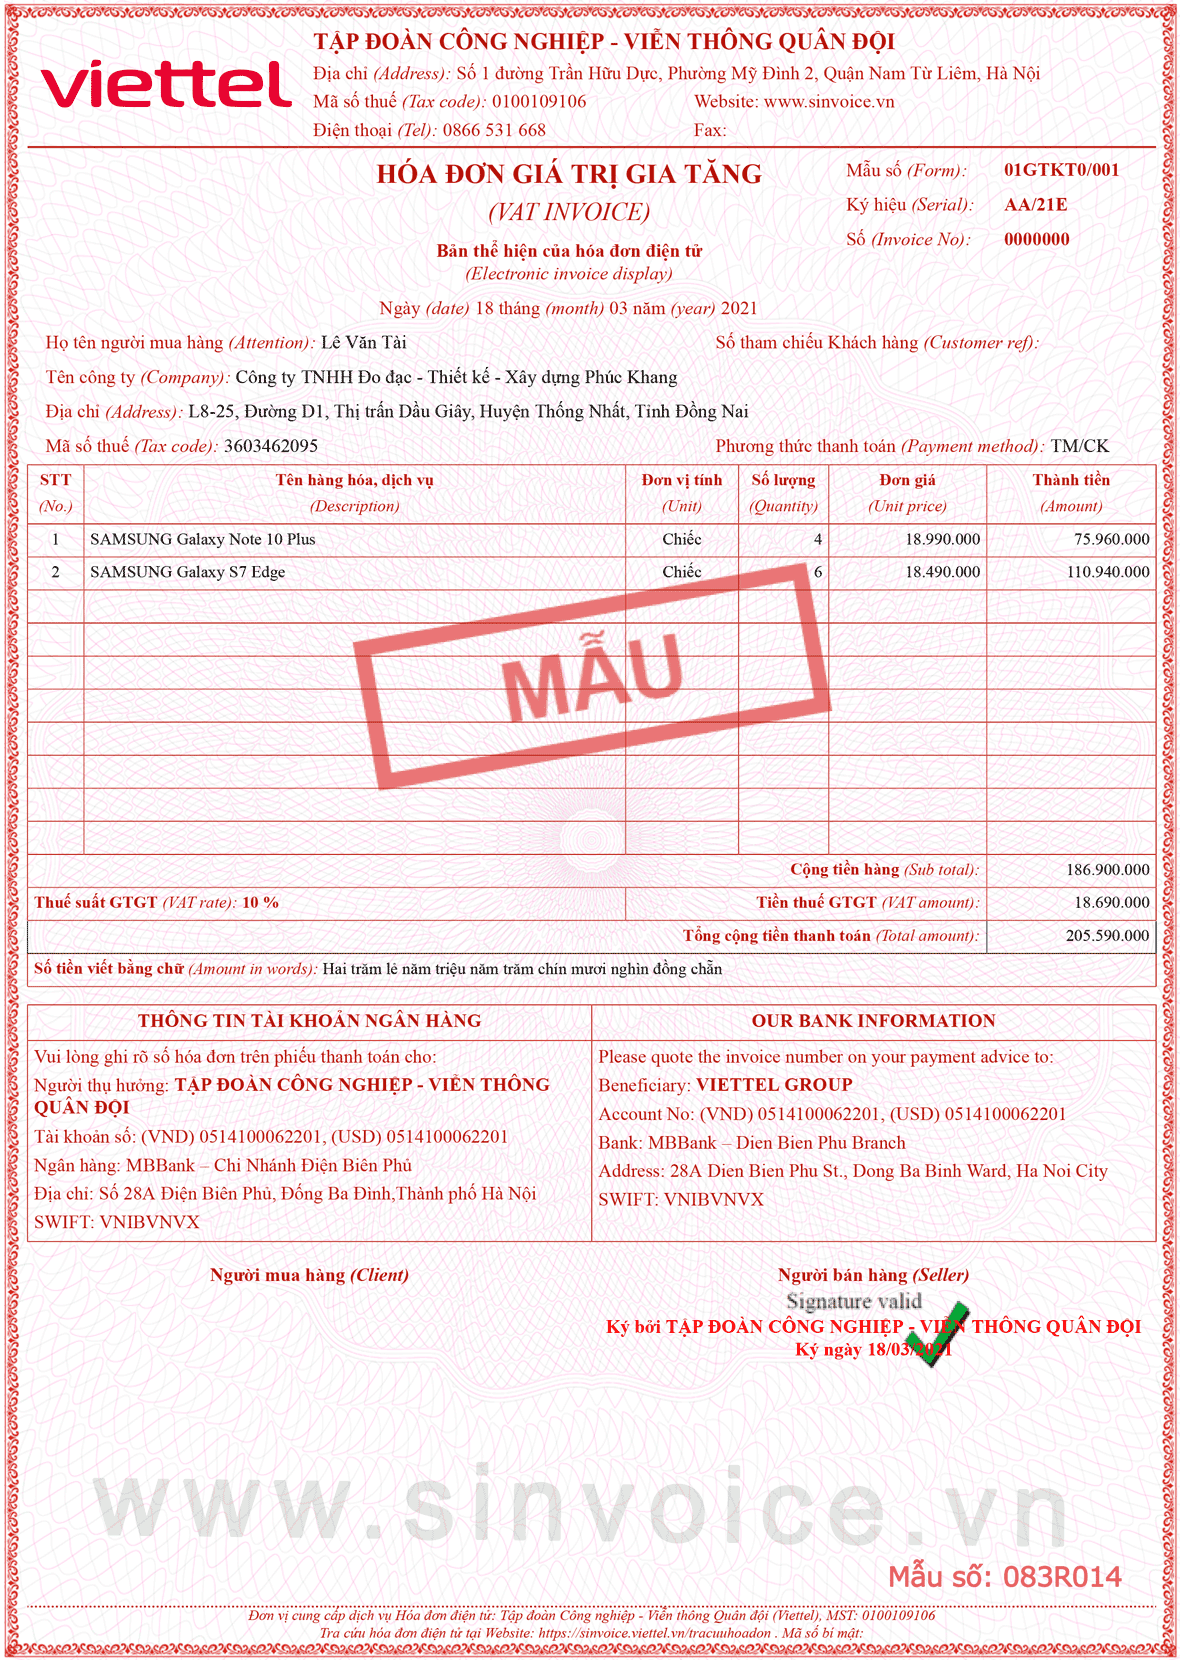 viettel
TẬP ĐOÀN CÔNG NGHIỆP - VIỄN THÔNG QUÂN ĐỘI
Địa chỉ (Address): Số 1 đường Trần Hữu Dực, Phường Mỹ Đình 2, Quận Nam Từ Liêm, Hà Nội
Mã số thuế (Tax code): 0100109106 Website: www.sinvoice.vn
Điện thoại (Tel): 0866 531 668 Fax:
HÓA ĐƠN GIÁ TRỊ GIA TĂNG
(VAT INVOICE)
Bản thể hiện của hóa đơn điện tử
(Electronic invoice display)
Ngày (date) 18 tháng (month) 03 năm (year) 2021
Mẫu số (Form): 01GTKT0/001
Ký hiệu (Serial): AA/21E
Số (Invoice No): 0000000
Họ tên người mua hàng (Attention): Lê Văn Tài Số tham chiếu Khách hàng (Customer ref):
Tên công ty (Company): Công ty TNHH Đo đạc - Thiết kế - Xây dựng Phúc Khang
Địa chỉ (Address): L8-25, Đường D1, Thị trấn Dầu Giây, Huyện Thống Nhất, Tỉnh Đồng Nai
Mã số thuế (Tax code): 3603462095 Phương thức thanh toán (Payment method): TM/CK
STT Tên hàng hóa, dịch vụ Đơn vị tính Số lượng Đơn giá Thành tiền
(No.) (Description) (Unit) (Quantity) (Unit price) (Amount)
1 SAMSUNG Galaxy Note 10 Plus Chiếc 4 18.990.000 75.960.000
2 SAMSUNG Galaxy S7 Edge Chiếc 6 18.490.000 110.940.000
MẪU
Cộng tiền hàng (Sub total): 186.900.000
Thuế suất GTGT (VAT rate): 10 % Tiền thuế GTGT (VAT amount): 18.690.000
Tổng cộng tiền thanh toán (Total amount): 205.590.000
Số tiền viết bằng chữ (Amount in words): Hai trăm lẻ năm triệu năm trăm chín mươi nghìn đồng chẵn
THÔNG TIN TÀI KHOẢN NGÂN HÀNG
Vui lòng ghi rõ số hóa đơn trên phiếu thanh toán cho:
Người thụ hưởng: TẬP ĐOÀN CÔNG NGHIỆP - VIỄN THÔNG
QUÂN ĐỘI
Tài khoản số: (VND) 0514100062201, (USD) 0514100062201
Ngân hàng: MBBank – Chi Nhánh Điện Biên Phủ
Địa chỉ: Số 28A Điện Biên Phủ, Đống Ba Đình,Thành phố Hà Nội
SWIFT: VNIBVNVX
OUR BANK INFORMATION
Please quote the invoice number on your payment advice to:
Beneficiary: VIETTEL GROUP
Account No: (VND) 0514100062201, (USD) 0514100062201
Bank: MBBank – Dien Bien Phu Branch
Address: 28A Dien Bien Phu St., Dong Ba Binh Ward, Ha Noi City
SWIFT: VNIBVNVX
Người mua hàng (Client) Người bán hàng (Seller)
Signature valid
Ký bởi TẬP ĐOÀN CÔNG NGHIỆP - VIỄN THÔNG QUÂN ĐỘI
Ký ngày 18/03/2021
www.sinvoice.vn
Mẫu số: 083R014
Đơn vị cung cấp dịch vụ Hóa đơn điện tử: Tập đoàn Công nghiệp - Viễn thông Quân đội (Viettel), MST: 0100109106
Tra cứu hóa đơn điện tử tại Website: https://sinvoice.viettel.vn/tracuuhoadon . Mã số bí mật: